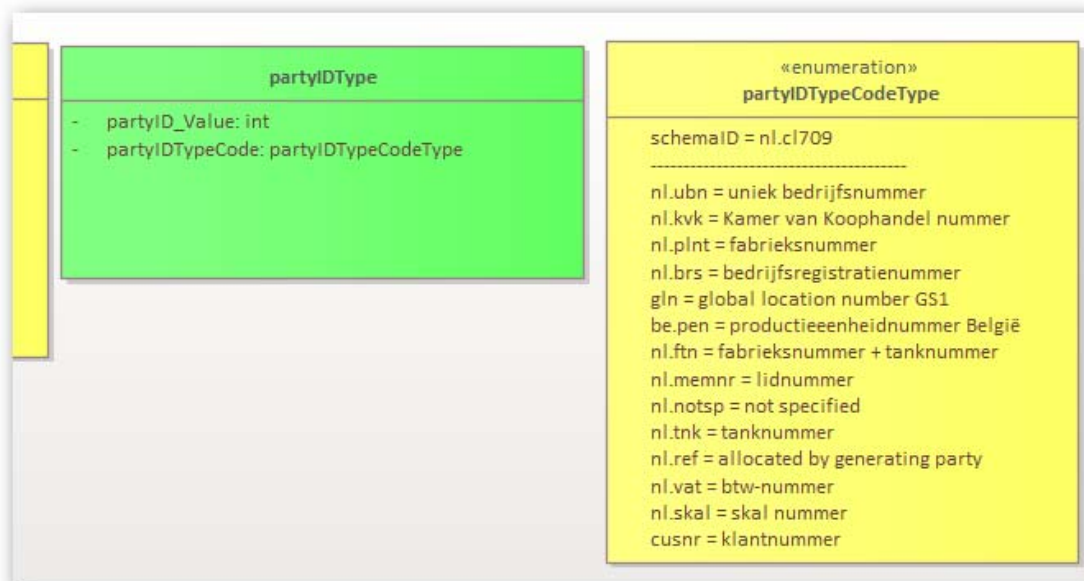 partyIDType
- partyID_Value: int
- partyIDTypeCode: partyIDTypeCodeType
«enumeration»
partyIDTypeCodeType
schemaID = nl.cl709
---------------------------------------
nl.ubn = uniek bedrijfsnummer
nl.kvk = Kamer van Koophandel nummer
nl.plnt = fabrieksnummer
nl.brs = bedrijfsregistratienummer
gln = global location number GS1
be.pen = productieeenheidnummer België
nl.ftn = fabrieksnummer + tanknummer
nl.memnr = lidnummer
nl.notsp = not specified
nl.tnk = tanknummer
nl.ref = allocated by generating party
nl.vat = btw-nummer
nl.skal = skal nummer
cusnr = klantnummer